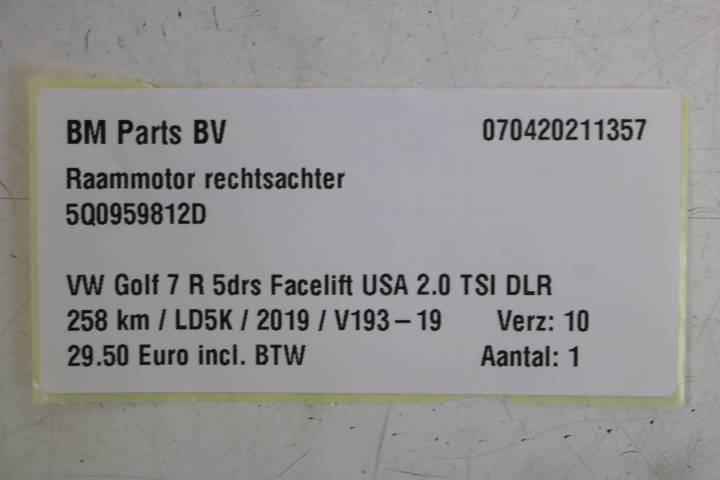 BM Parts BV 070420211357
Raammotor rechtsachter
5Q0959812D
VW Golf 7 R 5drs Facelift USA 2.0 TSI DLR
258 km / LD5K / 2019 / V193-19 Verz: 10
29.50 Euro incl. BTW Aantal: 1